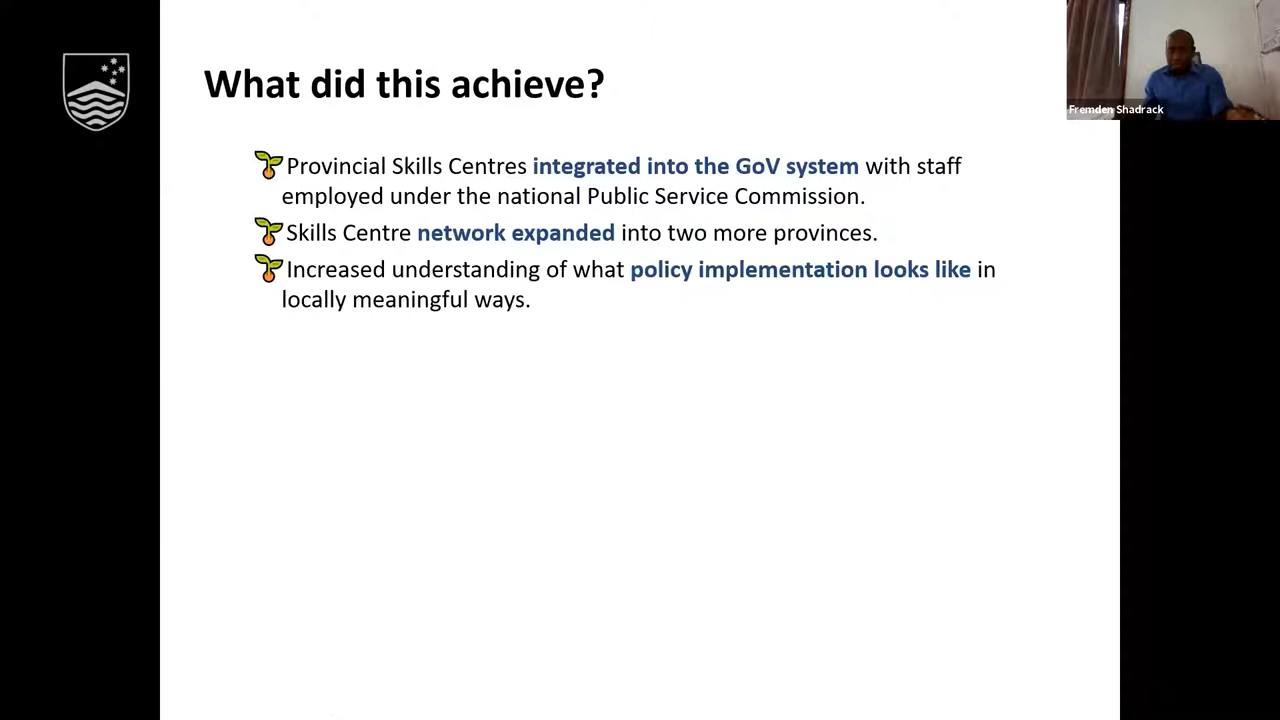 What did this achieve?
Fremden Shadrack
Provincial Skills Centres integrated into the GoV system with staff
employed under the national Public Service Commission.
Skills Centre network expanded into two more provinces.
Increased understanding of what policy implementation looks like in
locally meaningful ways.